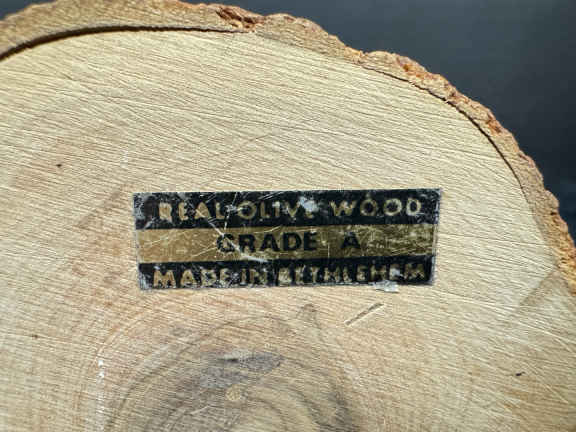 REAL OLIVE WOOD
GRADE A
MADE IN BETHLEHEM